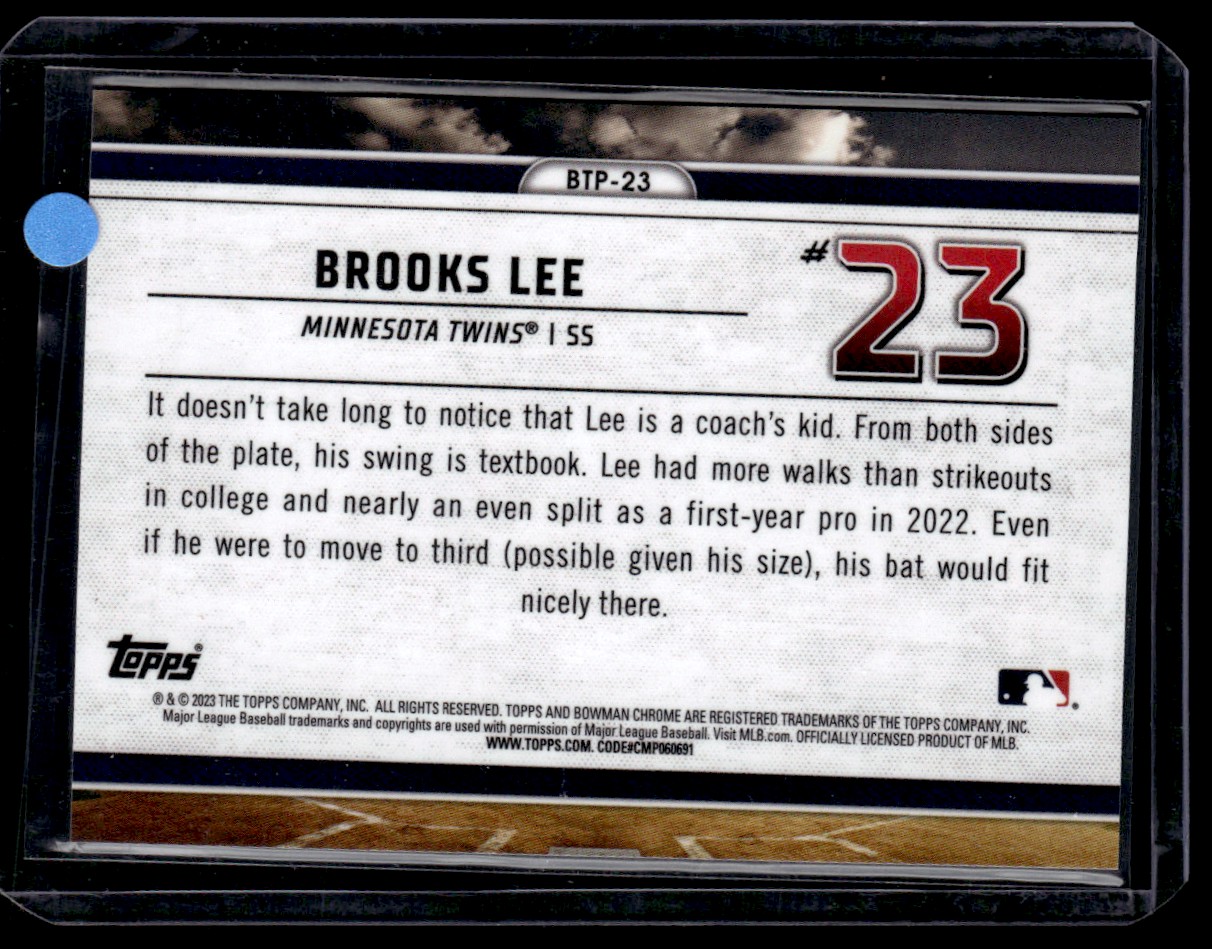 BTP-23
BROOKS LEE
MINNESOTA TWINS® | SS
#23
It doesn't take long to notice that Lee is a coach's kid. From both sides
of the plate, his swing is textbook. Lee had more walks than strikeouts
in college and nearly an even split as a first-year pro in 2022. Even
if he were to move to third (possible given his size), his bat would fit
nicely there.
topps®
® & © 2023 THE TOPPS COMPANY, INC. ALL RIGHTS RESERVED. TOPPS AND BOWMAN CHROME ARE REGISTERED TRADEMARKS OF THE TOPPS COMPANY, INC.
Major League Baseball trademarks and copyrights are used with permission of Major League Baseball. Visit MLB.com. OFFICIALLY LICENSED PRODUCT OF MLB.
WWW.TOPPS.COM. CODE#CMP060691